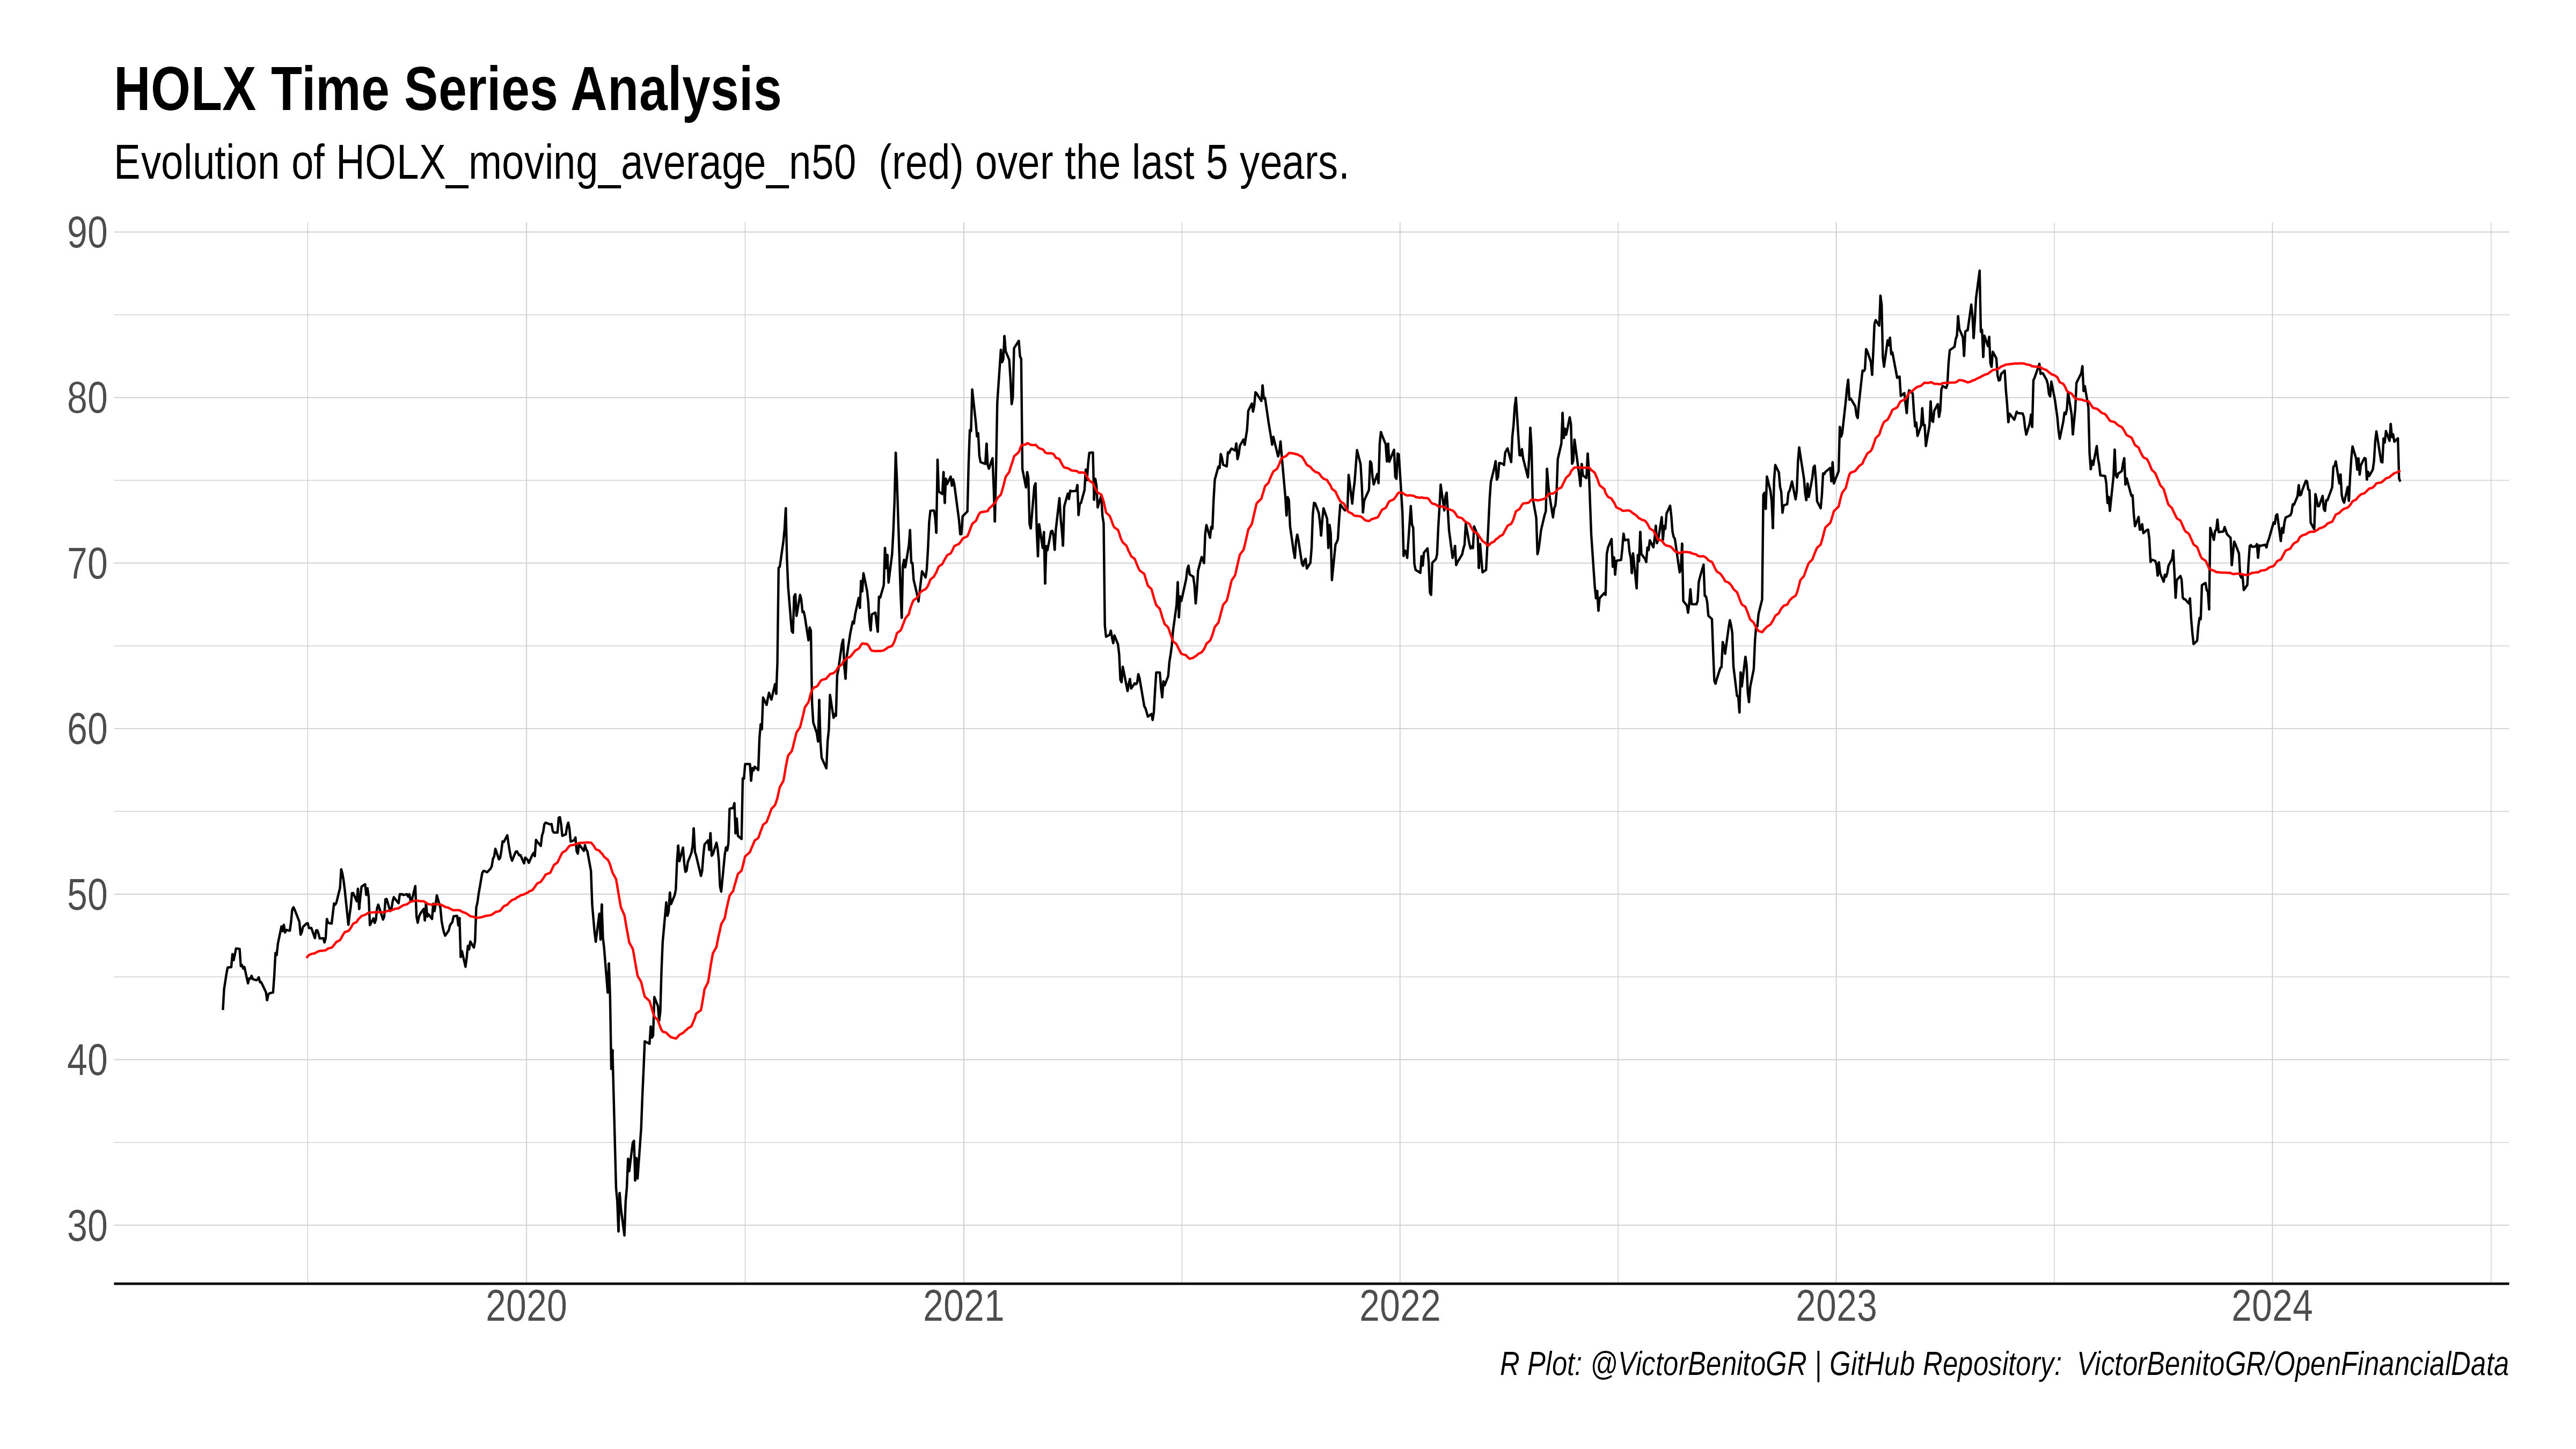 HOLX Time Series Analysis
Evolution of HOLX_moving_average_n50  (red) over the last 5 years.
90
80
70
60
50
40
30
2020 2021 2022 2023 2024
R Plot: @VictorBenitoGR | GitHub Repository:  VictorBenitoGR/OpenFinancialData